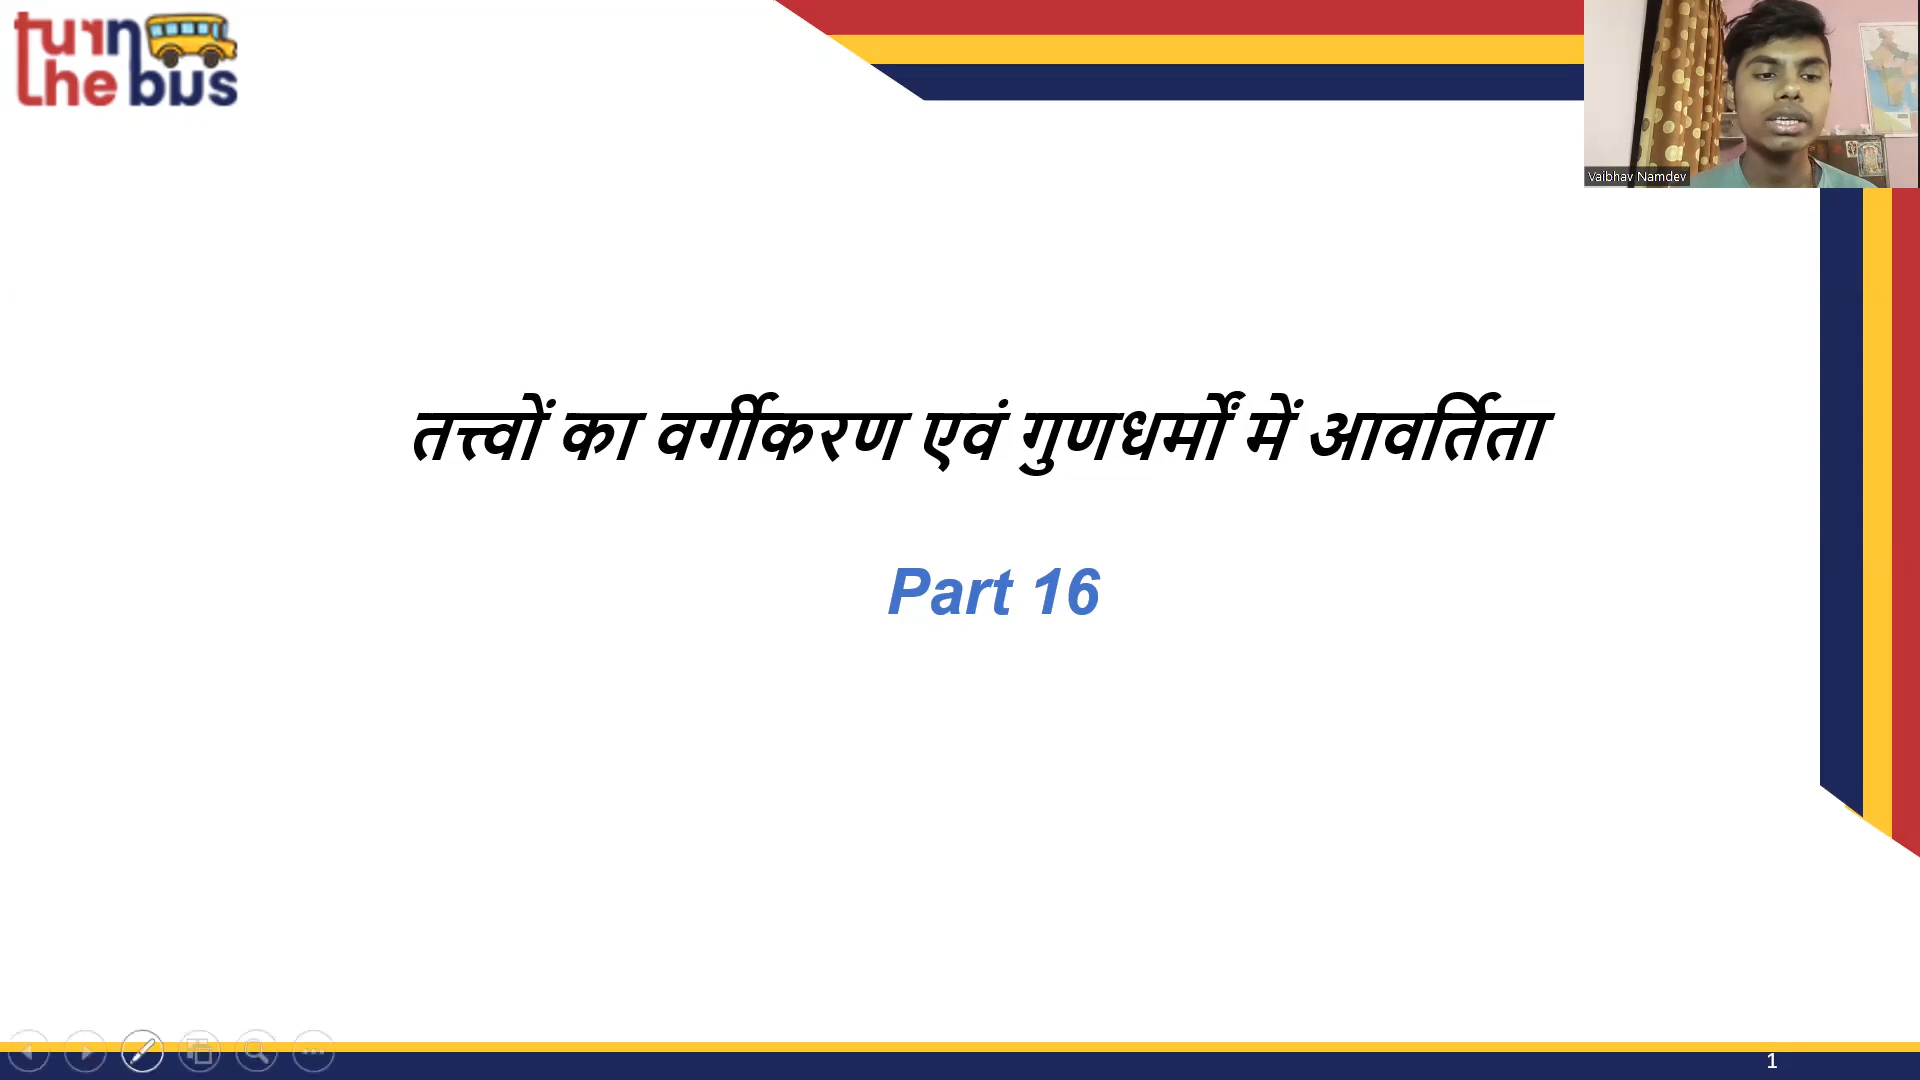 turn
the bus
Vaibhav Namdev
तत्त्वों का वर्गीकरण एवं गुणधर्मों में आवर्तिता
Part 16
1